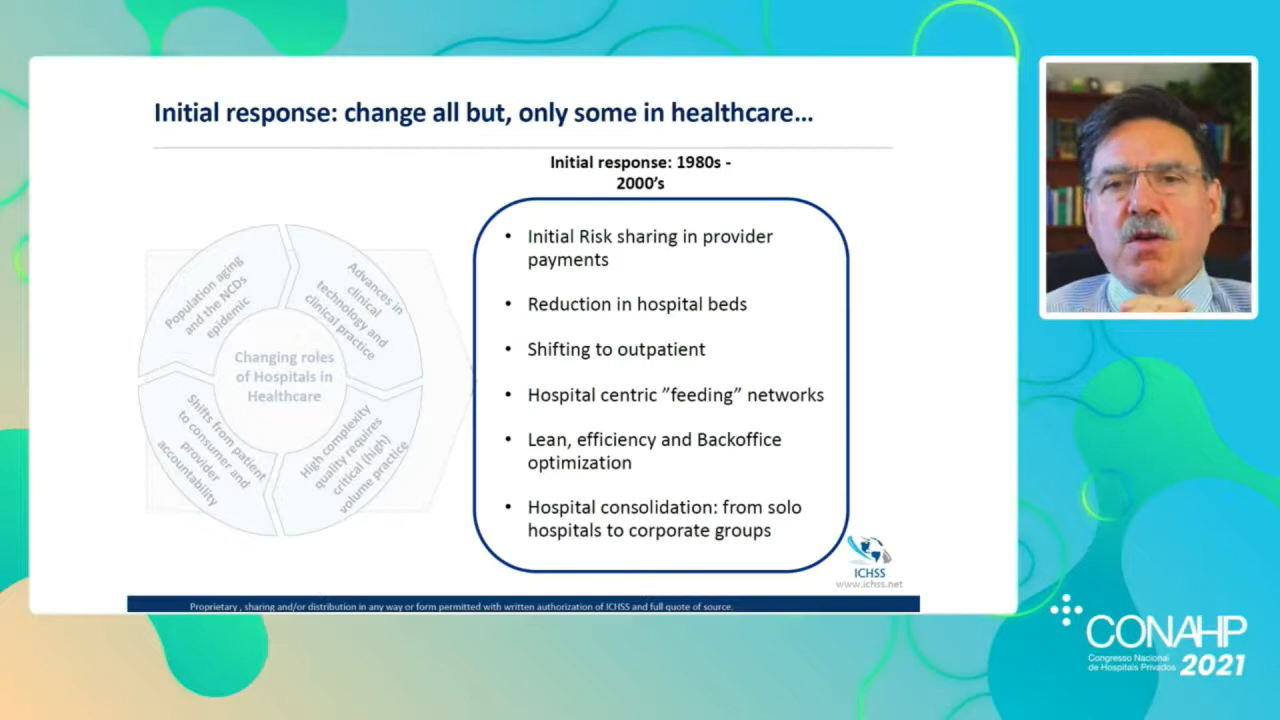 Initial response: change all but, only some in healthcare…
Initial response: 1980s -
2000’s
• Initial Risk sharing in provider
payments
• Reduction in hospital beds
• Shifting to outpatient
• Hospital centric ”feeding” networks
• Lean, efficiency and Backoffice
optimization
• Hospital consolidation: from solo
hospitals to corporate groups
Population aging
and the NCDs
epidemic
Advances in
clinical
technology and
clinical practice
Changing roles
of Hospitals in
Healthcare
Shifts from patient
to consumer and
provider
accountability
High complexity
quality requires
critical (high)
volume practice
ICHSS
www.ichss.net
Proprietary , sharing and/or distribution in any way or form permitted with written authorization of ICHSS and full quote of source.
CONAHP
Congresso Nacional
de Hospitais Privados
2021